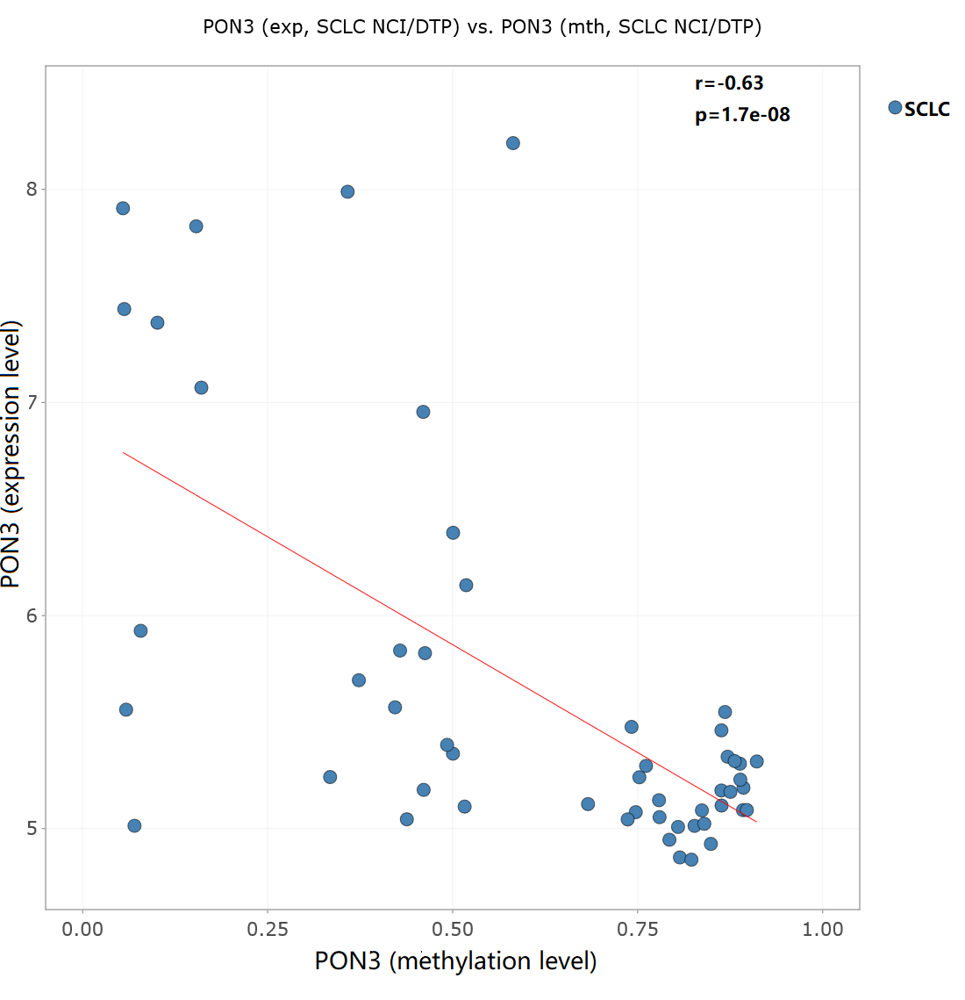 PON3 (exp, SCLC NCI/DTP) vs. PON3 (mth, SCLC NCI/DTP)
r=-0.63
p=1.7e-08
SCLC
8
7
6
5
PON3 (expression level)
0.00 0.25 0.50 0.75 1.00
PON3 (methylation level)